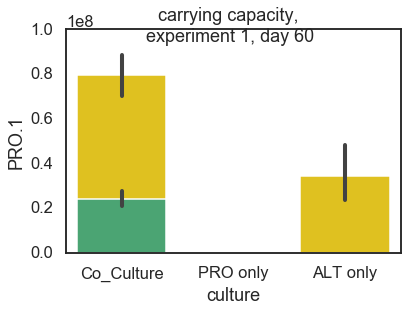 carrying capacity,
experiment 1, day 60
1e8
1.0
0.8
0.6
0.4
0.2
0.0
PRO.1
Co_Culture PRO only ALT only
culture